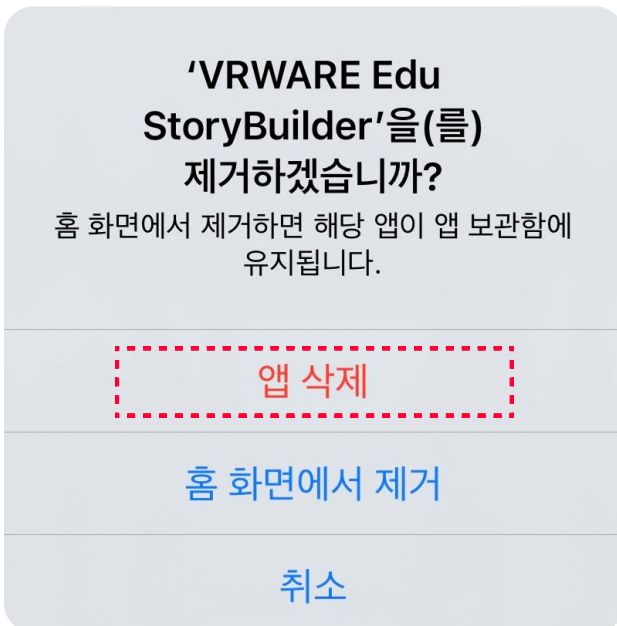 ‘VRWARE Edu
StoryBuilder’을(를)
제거하겠습니까?
홈 화면에서 제거하면 해당 앱이 앱 보관함에
유지됩니다.
앱 삭제
홈 화면에서 제거
취소